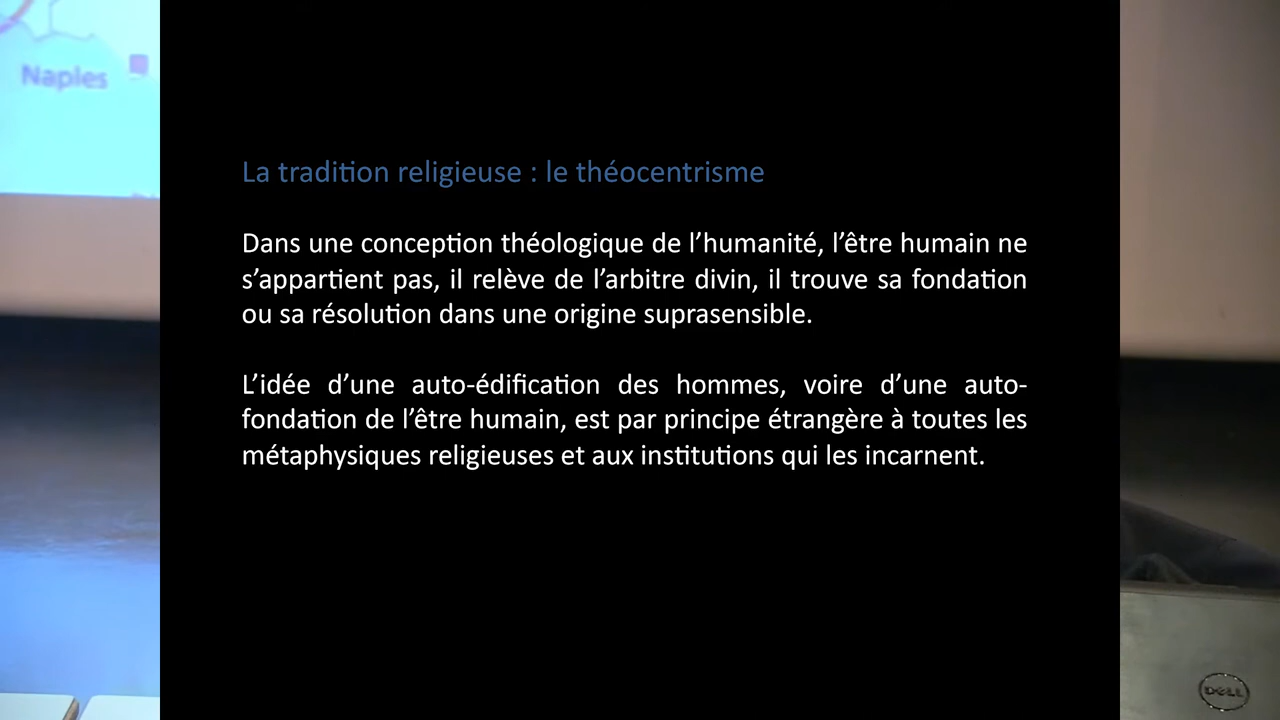 Naples
La tradition religieuse : le théocentrisme
Dans une conception théologique de l’humanité, l’être humain ne
s’appartient pas, il relève de l’arbitre divin, il trouve sa fondation
ou sa résolution dans une origine suprasensible.
L’idée d’une auto-édification des hommes, voire d’une auto-
fondation de l’être humain, est par principe étrangère à toutes les
métaphysiques religieuses et aux institutions qui les incarnent.
DELL